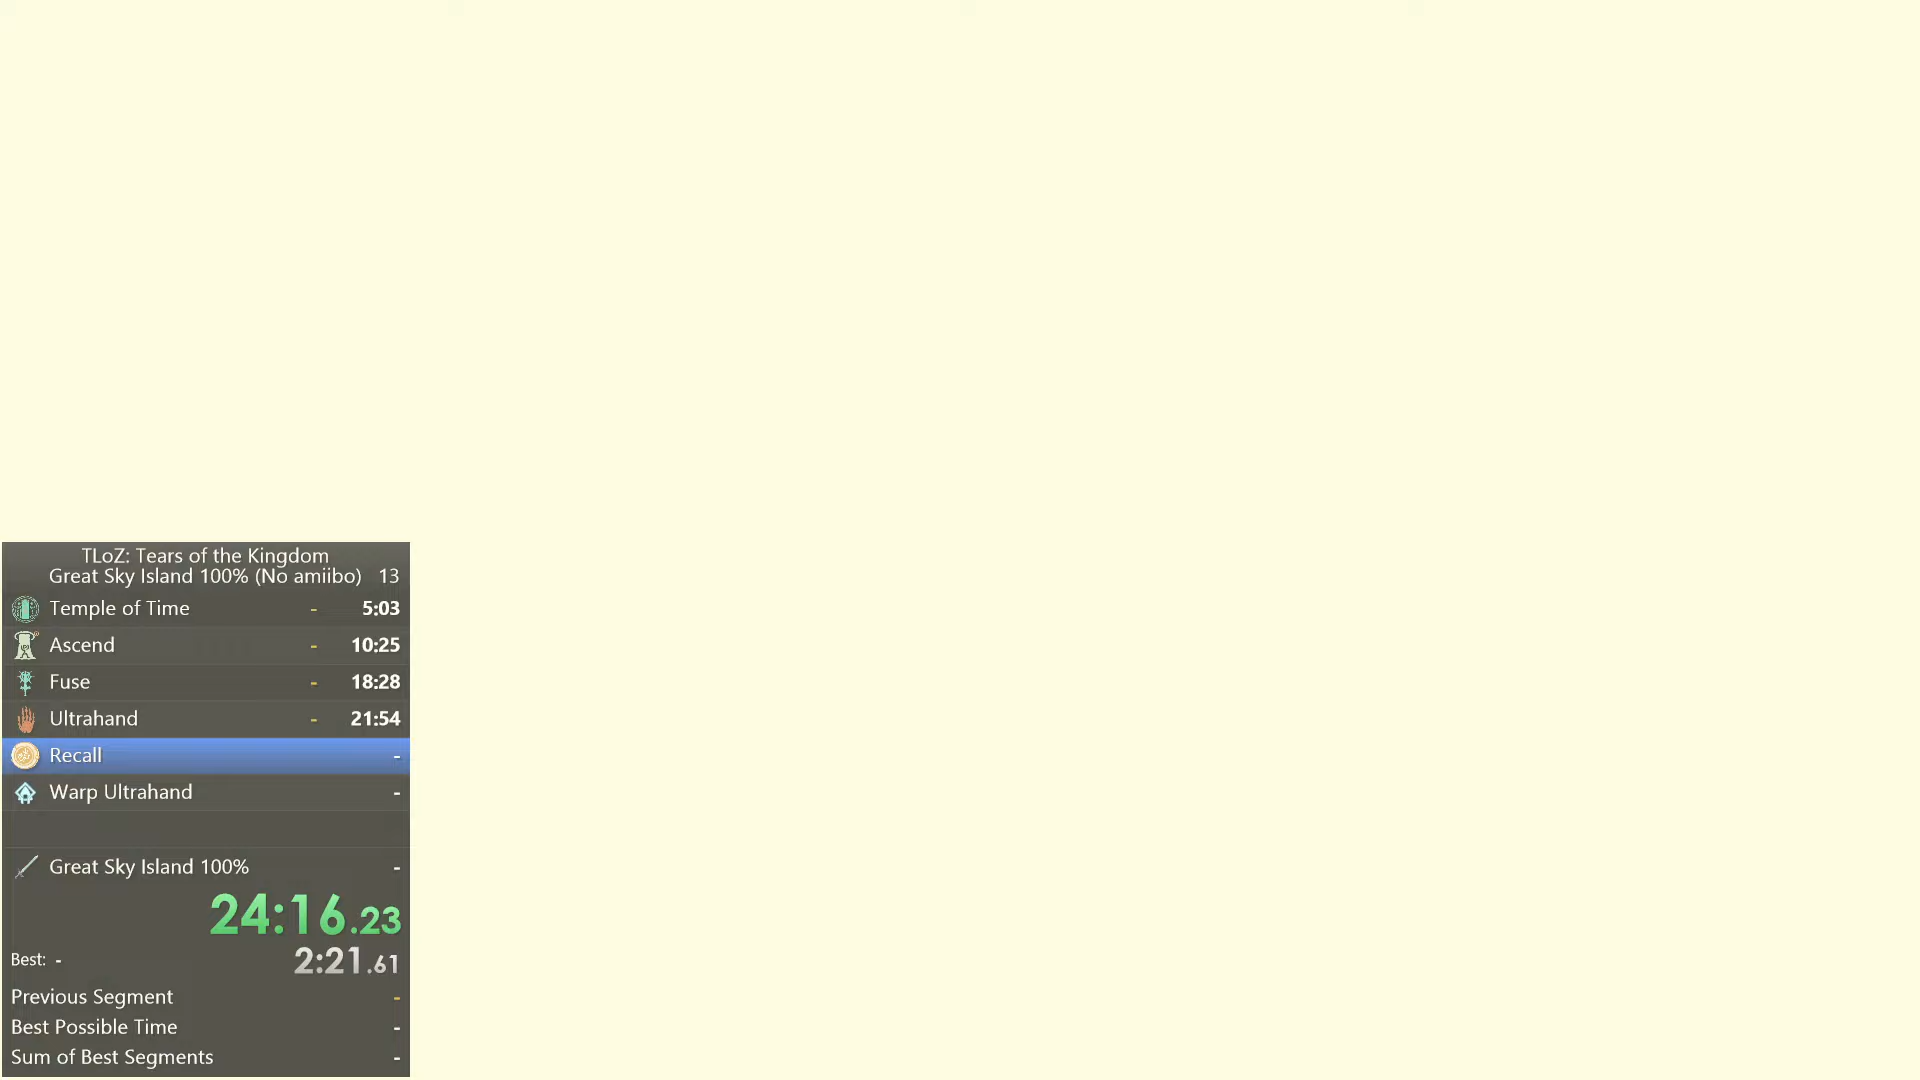 TLoZ: Tears of the Kingdom
Great Sky Island 100% (No amiibo) 13
Temple of Time - 5:03
Ascend - 10:25
Fuse - 18:28
Ultrahand - 21:54
Recall -
Warp Ultrahand -
Great Sky Island 100% -
24:16.23
Best: - 2:21.61
Previous Segment -
Best Possible Time -
Sum of Best Segments -